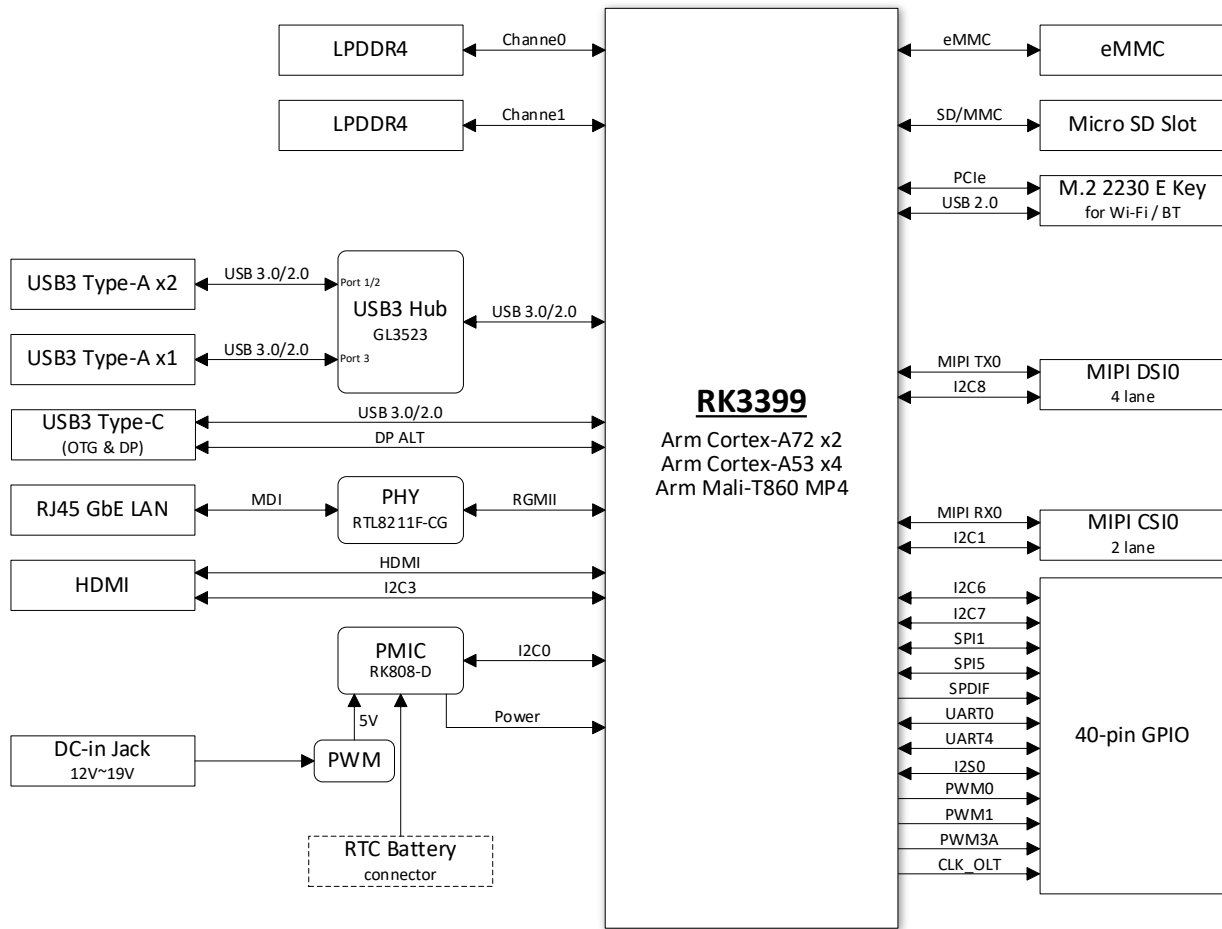 LPDDR4
Channe0
LPDDR4
Channe1
USB3 Type-A x2
USB 3.0/2.0
Port 1/2
USB3 Hub
GL3523
USB 3.0/2.0
USB3 Type-A x1
USB 3.0/2.0
Port 3
USB3 Type-C
(OTG & DP)
USB 3.0/2.0
DP ALT
RJ45 GbE LAN
MDI
PHY
RTL8211F-CG
RGMII
HDMI
HDMI
I2C3
PMIC
RK808-D
I2C0
5V
Power
DC-in Jack
12V~19V
PWM
RTC Battery
connector
RK3399
Arm Cortex-A72 x2
Arm Cortex-A53 x4
Arm Mali-T860 MP4
eMMC
eMMC
SD/MMC
Micro SD Slot
PCIe
USB 2.0
M.2 2230 E Key
for Wi-Fi / BT
MIPI TX0
I2C8
MIPI DSI0
4 lane
MIPI RX0
I2C1
MIPI CSI0
2 lane
I2C6
I2C7
SPI1
SPI5
SPDIF
UART0
UART4
I2S0
PWM0
PWM1
PWM3A
CLK_OLT
40-pin GPIO